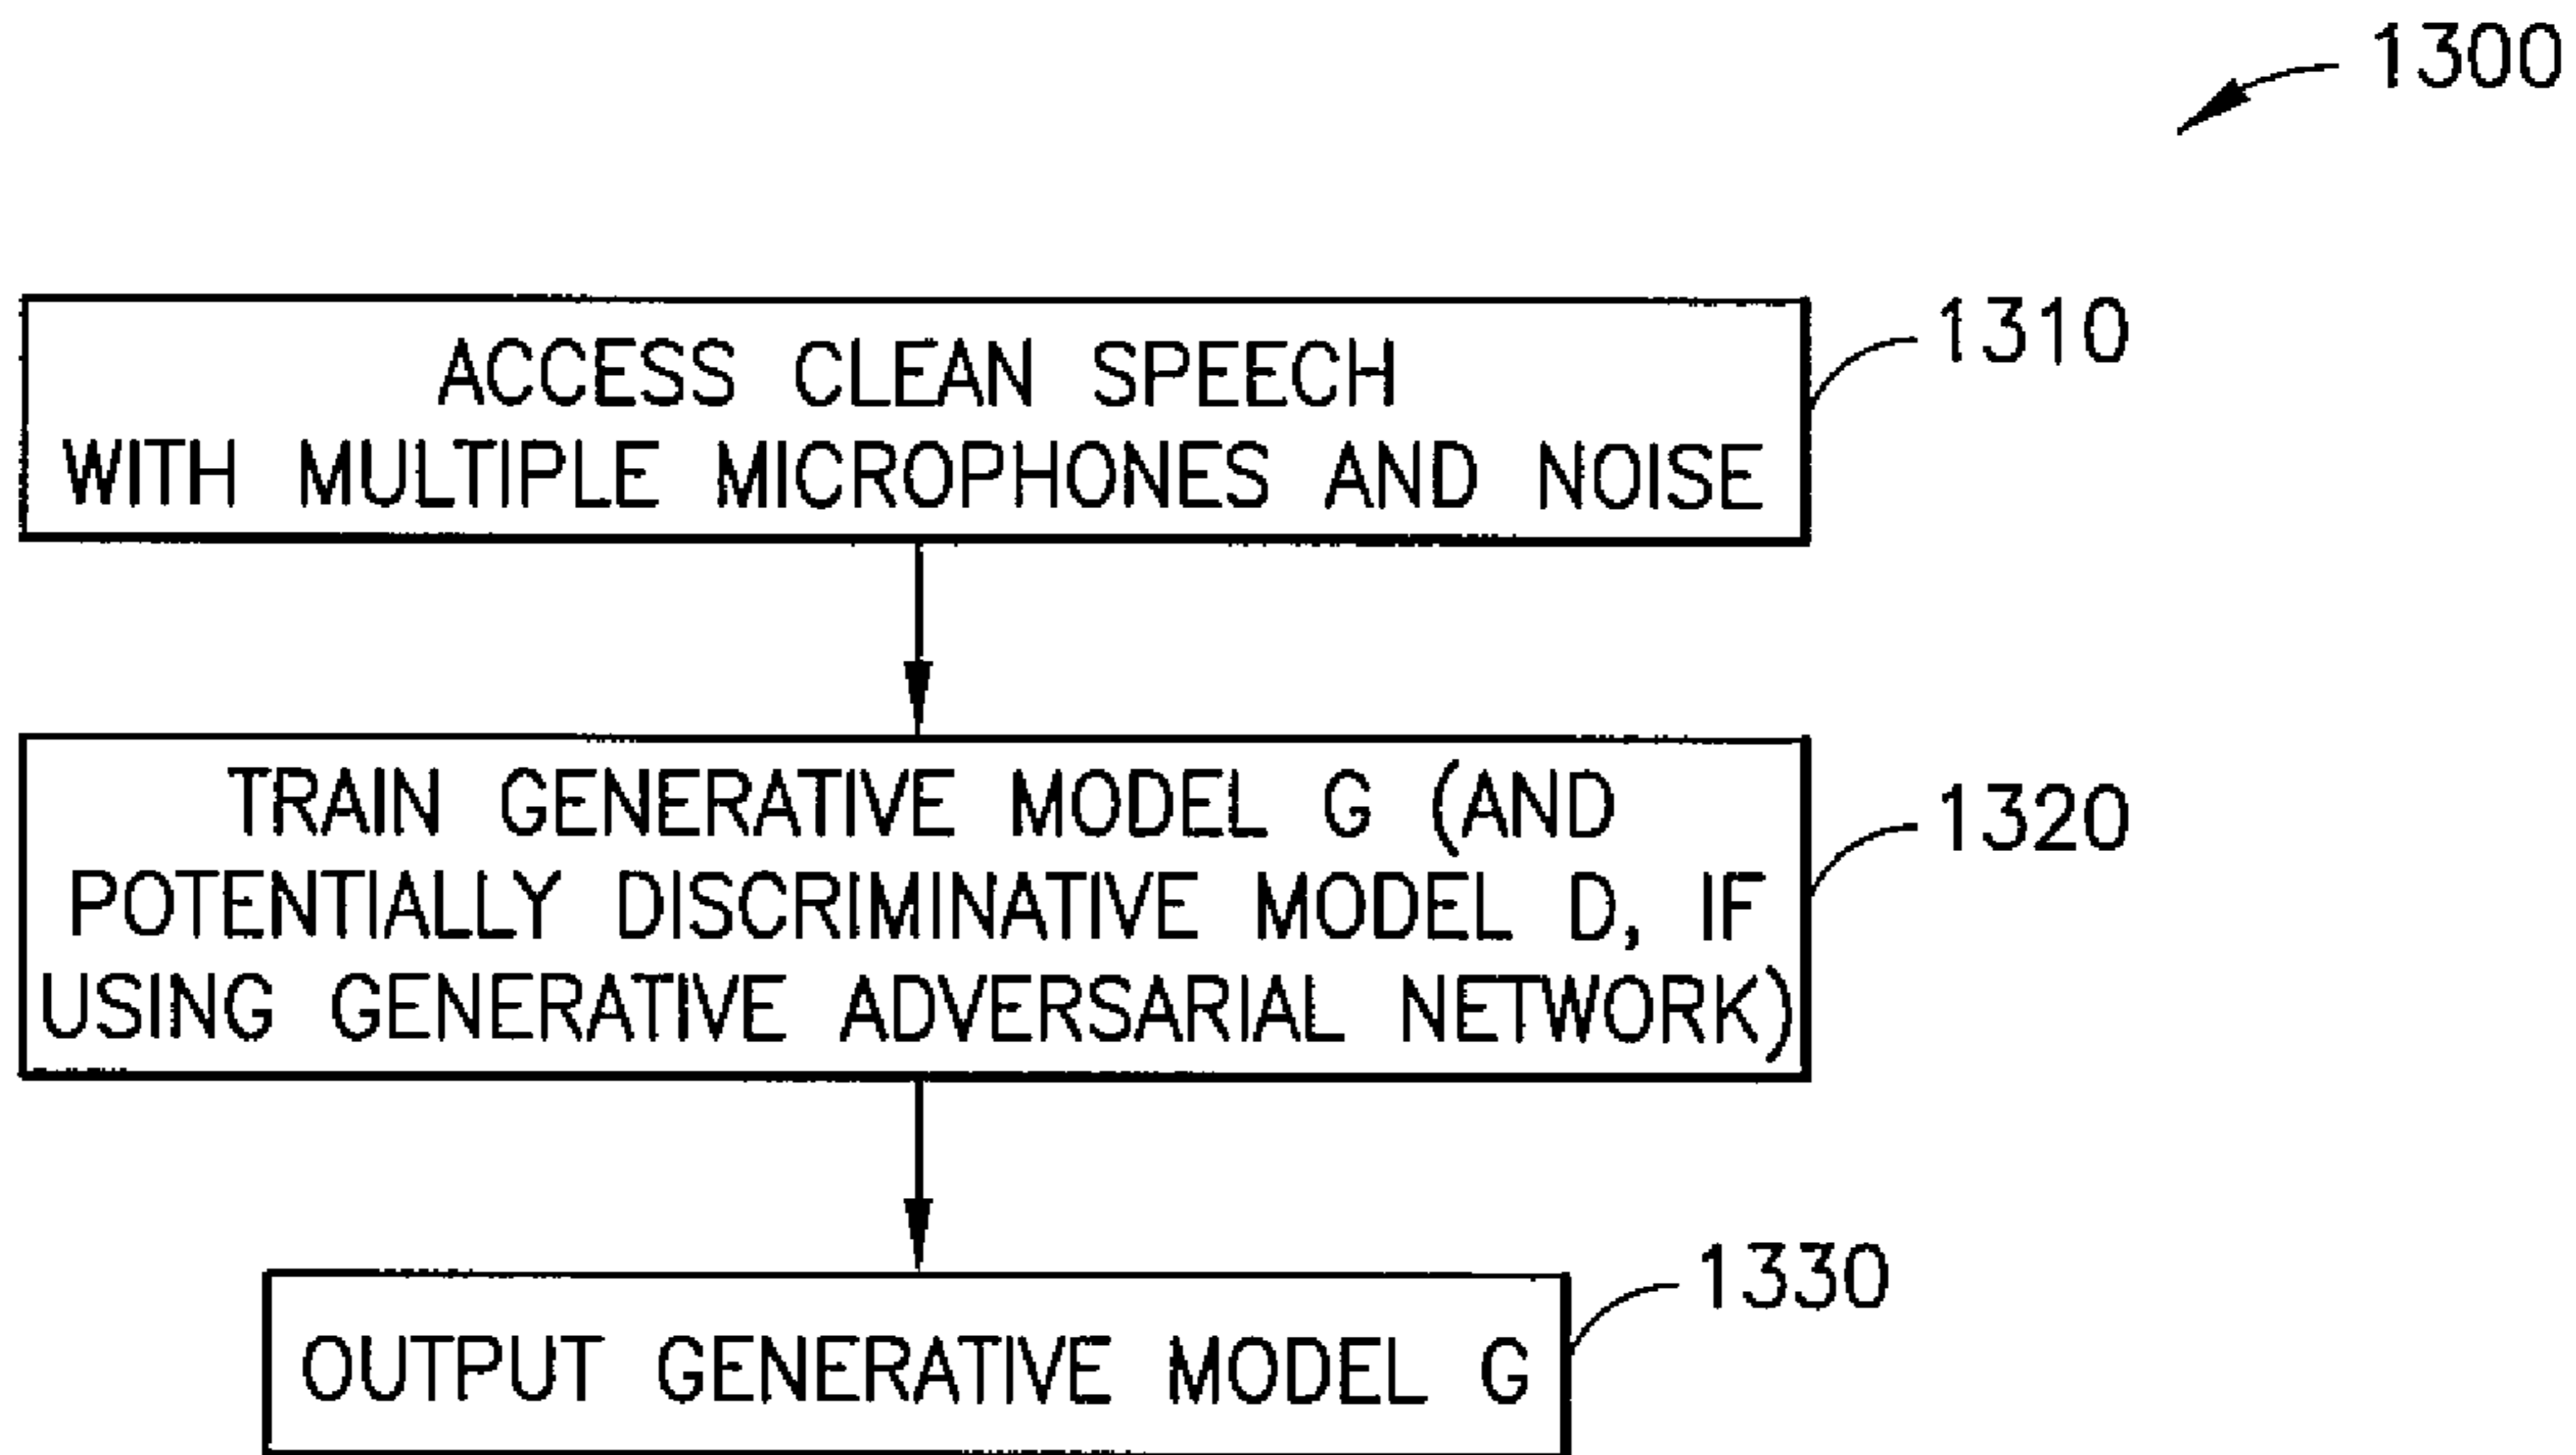 1300
ACCESS CLEAN SPEECH
WITH MULTIPLE MICROPHONES AND NOISE
1310
TRAIN GENERATIVE MODEL G (AND
POTENTIALLY DISCRIMINATIVE MODEL D, IF
USING GENERATIVE ADVERSARIAL NETWORK)
1320
OUTPUT GENERATIVE MODEL G
1330